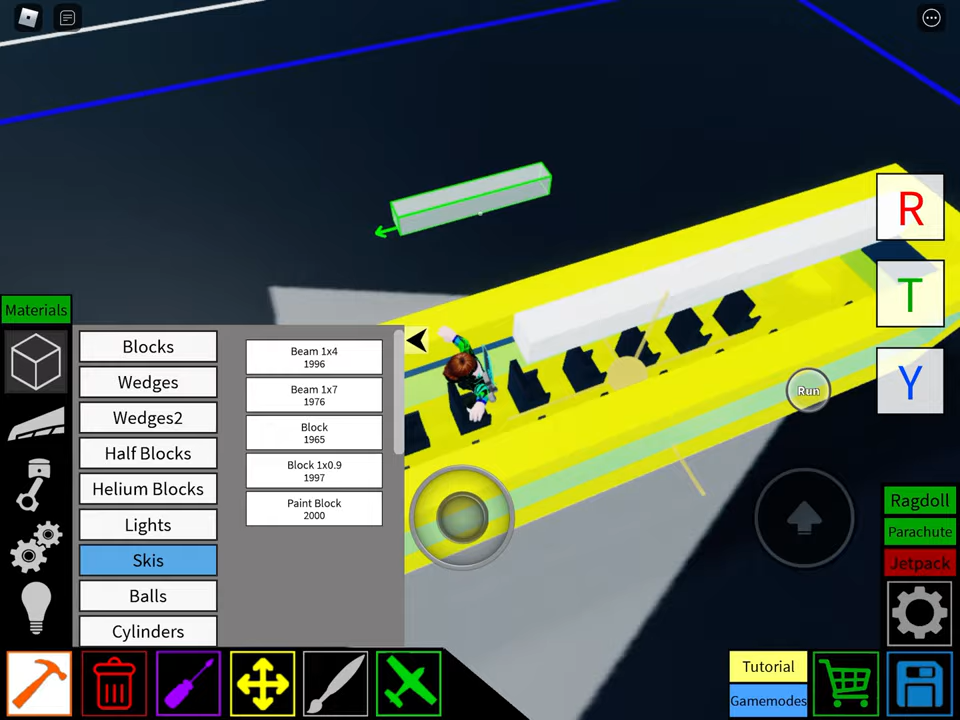 R
T
Y
Materials
Blocks
Wedges
Wedges2
Half Blocks
Helium Blocks
Lights
Skis
Balls
Cylinders
Beam 1x4
1996
Beam 1x7
1976
Block
1965
Block 1x0.9
1997
Paint Block
2000
Run
Ragdoll
Parachute
Jetpack
Tutorial
Gamemodes